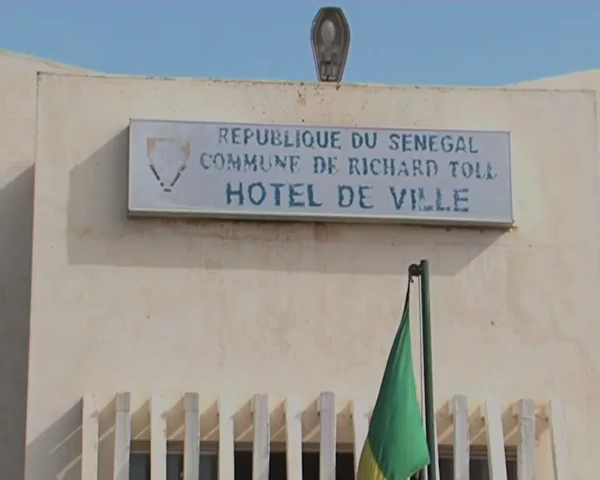 REPUBLIQUE DU SENEGAL
COMMUNE DE RICHARD TOLL
HOTEL DE VILLE